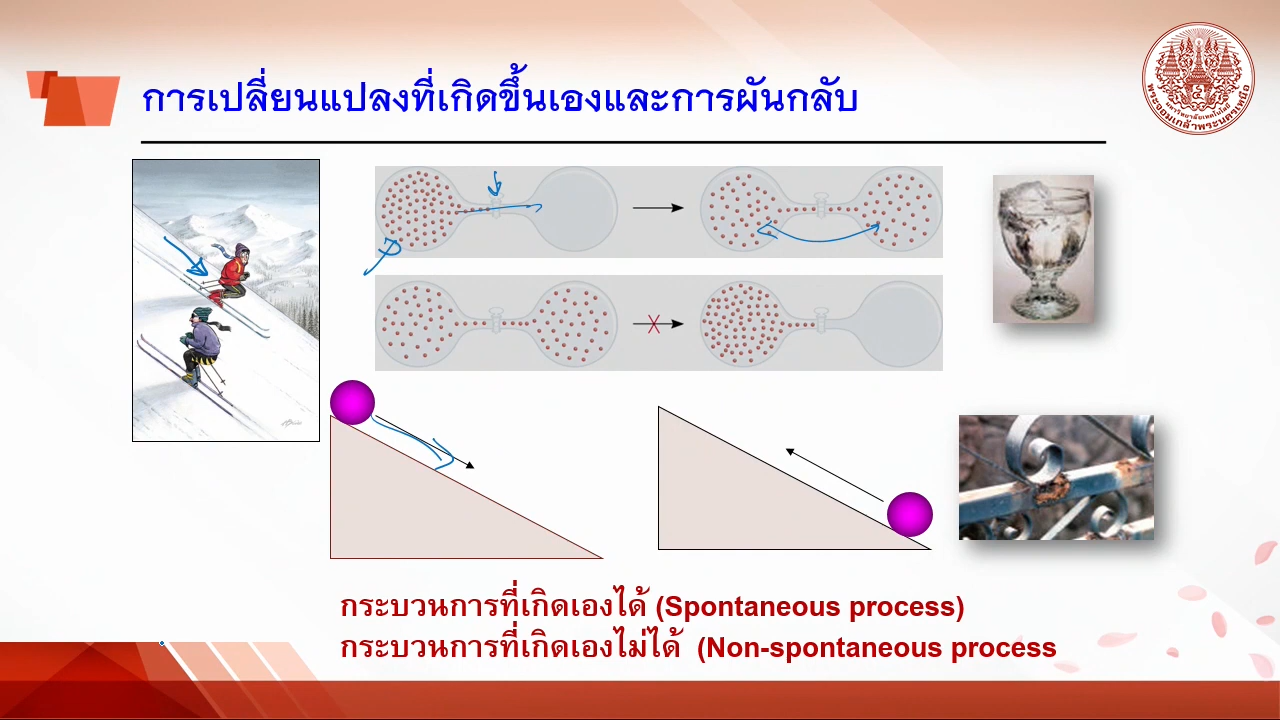 การเปลี่ยนแปลงที่เกิดขึ้นเองและการผันกลับ
กระบวนการที่เกิดเองได้ (Spontaneous process)
กระบวนการที่เกิดเองไม่ได้ (Non-spontaneous process